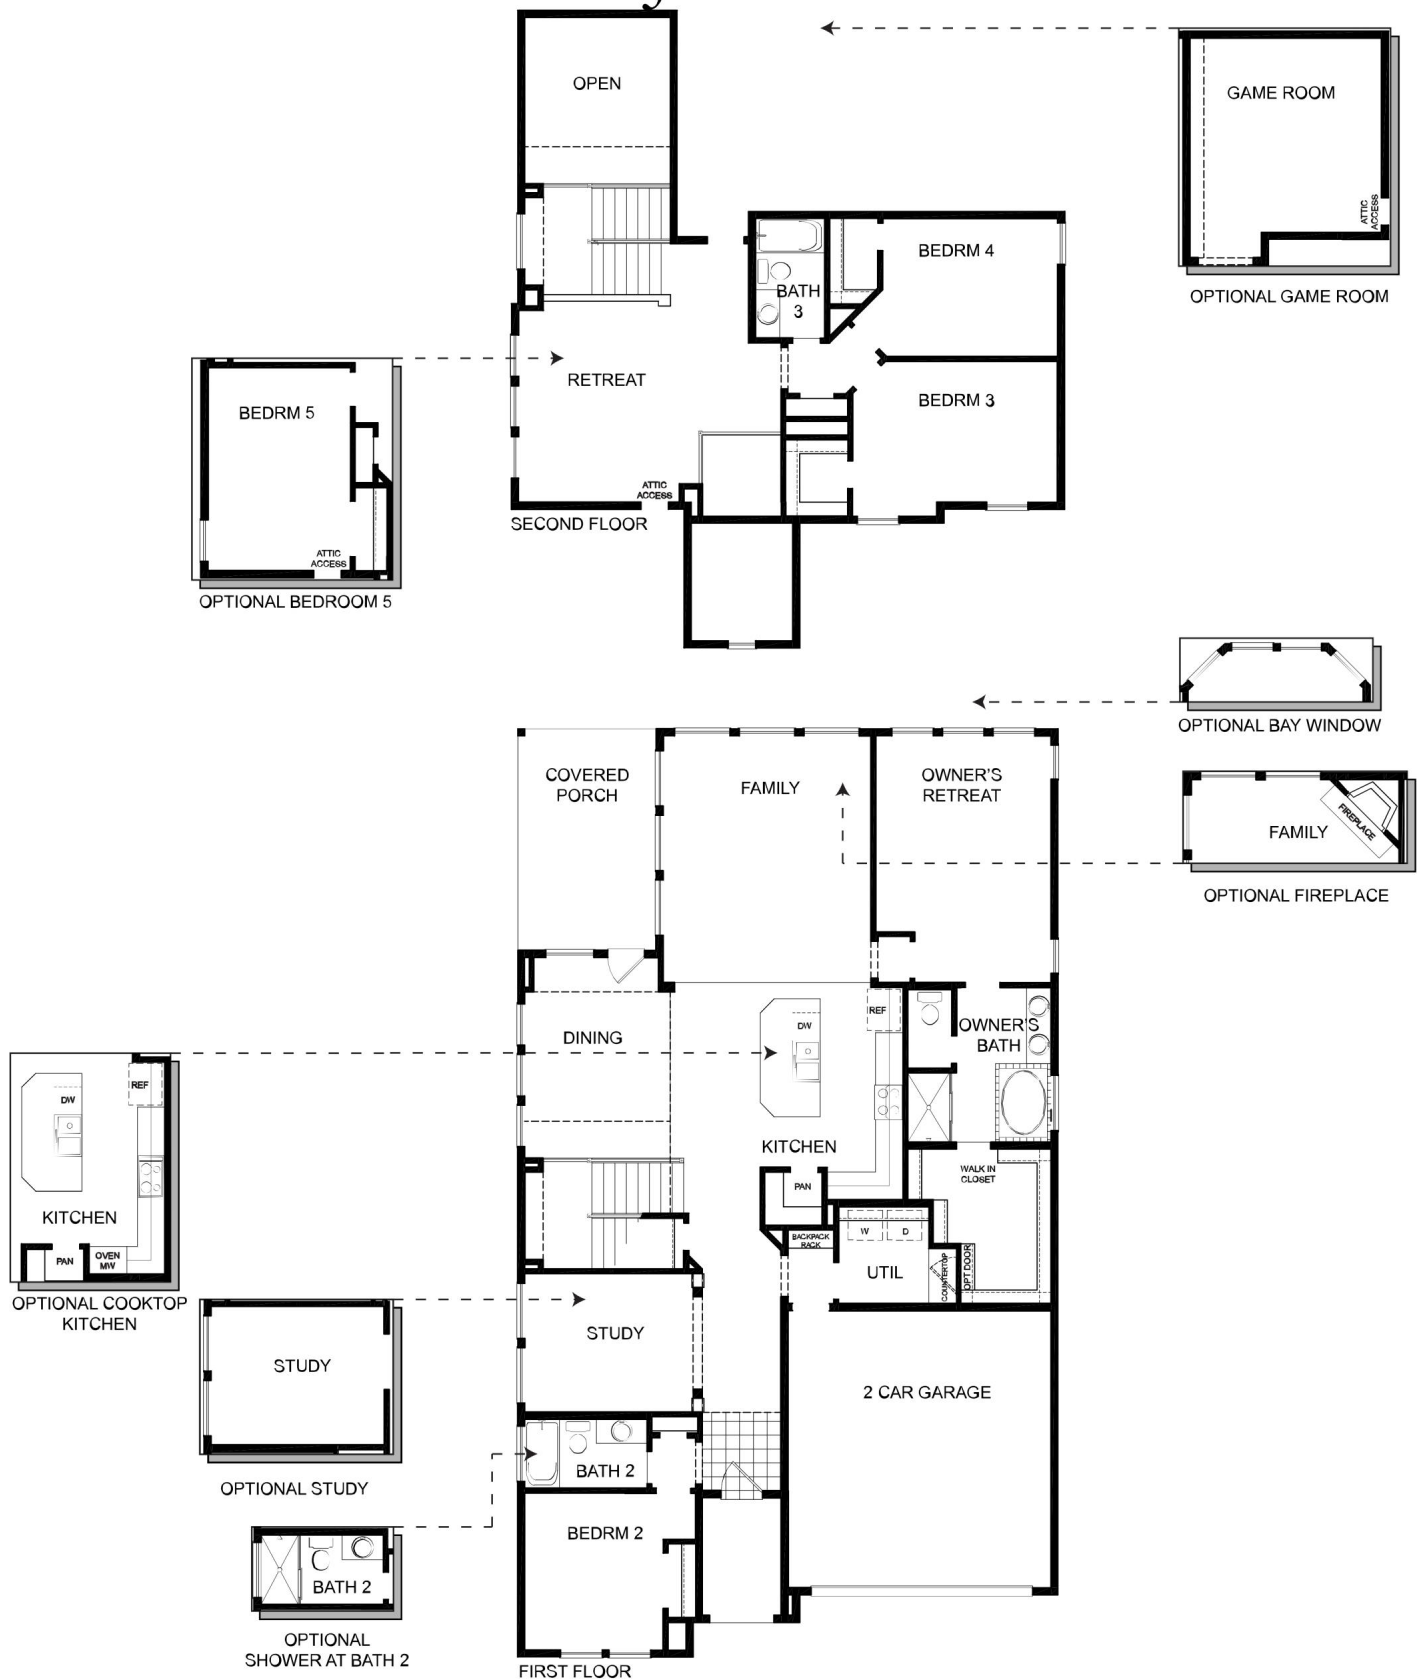 OPEN
GAME ROOM
ATTIC
ACCESS
OPTIONAL GAME ROOM
BEDRM 4
BATH
3
RETREAT
BEDRM 3
BEDRM 5
ATTIC
ACCESS
OPTIONAL BEDROOM 5
ATTIC
ACCESS
SECOND FLOOR
OPTIONAL BAY WINDOW
COVERED
PORCH
FAMILY
OWNER'S
RETREAT
FAMILY
FIREPLACE
OPTIONAL FIREPLACE
DINING
DW
REF
OWNER'S
BATH
KITCHEN
PAN
WALK IN
CLOSET
REF
DW
KITCHEN
PAN
OVEN
MW
OPTIONAL COOKTOP
KITCHEN
BACKPACK
RACK
W
D
UTIL
COUNTERTOP
OPT DOOR
STUDY
STUDY
OPTIONAL STUDY
2 CAR GARAGE
BATH 2
BEDRM 2
BATH 2
OPTIONAL
SHOWER AT BATH 2
FIRST FLOOR